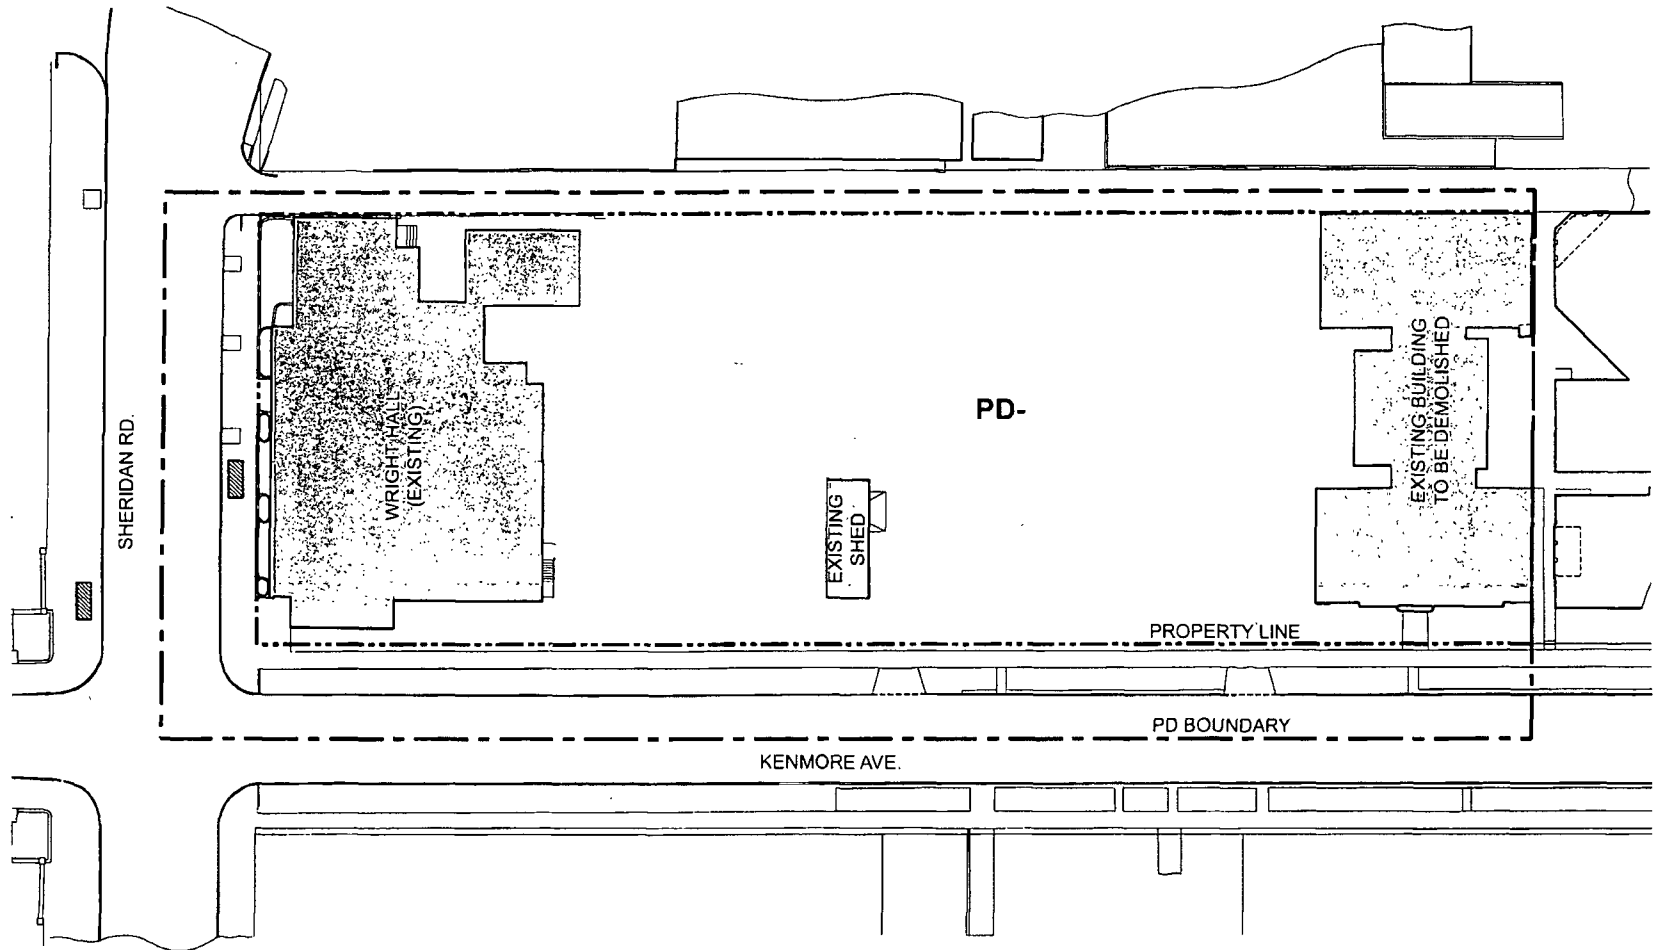 SHERIDAN RD.
WRIGHT HALL
(EXISTING)
PD-
EXISTING
SHED
EXISTING BUILDING
TO BE DEMOLISHED
PROPERTY LINE
PD BOUNDARY
KENMORE AVE.